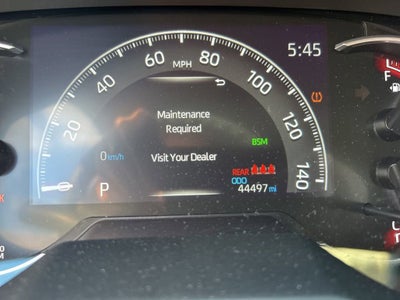 5:45
80
60
100
MPH
40
120
20
140
Maintenance
Required
BSM
0 km/h
Visit Your Dealer
REAR
ODO
P
44497 mi
F
K
0
M